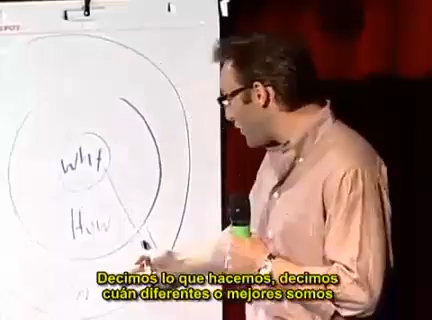 why
How
Decimos lo que hacemos, decimos
cuán diferentes o mejores somos